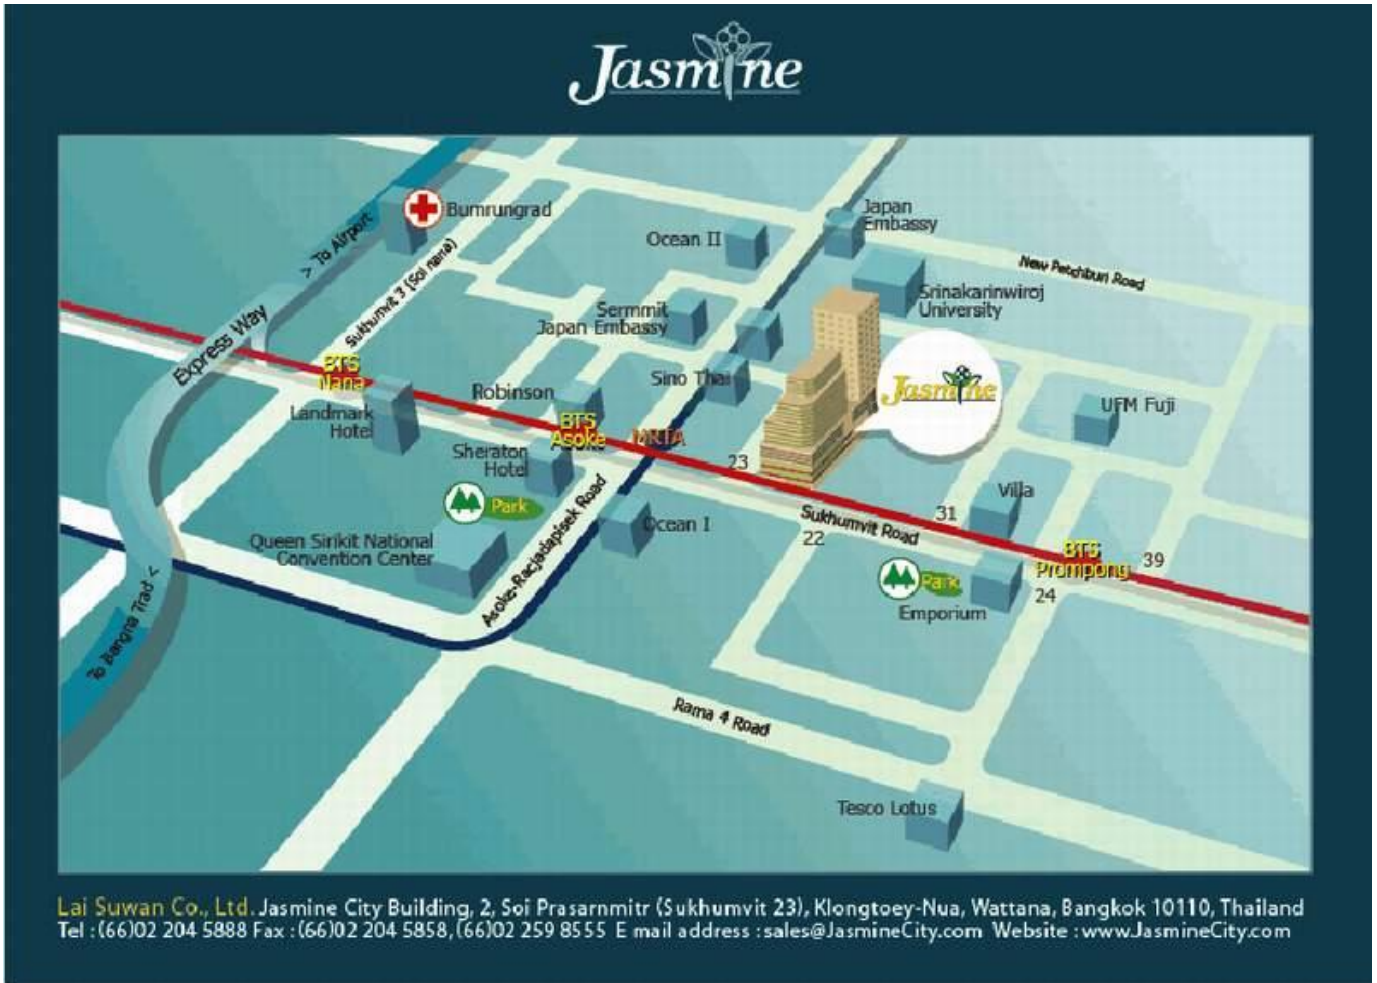 Jasmine
Bumrungrad
> To Airport
Sukhumvit 3 (Soi nana)
Express Way
Ocean II
Japan
Embassy
New Petchburi Road
Srinakarinwiroj
University
Sermmit
Japan Embassy
Sino Thai
Jasmine
BTS
Nana
Landmark
Hotel
Robinson
BTS
Asoke
Asoke
MRTA
Sheraton
Hotel
Park
Queen Sirikit National
Convention Center
Asoke-Racjadapisek Road
Ocean I
23
22
Sukhumvit Road
31
UFM Fuji
Villa
BTS
Prompong
39
24
Park
Emporium
To Bangna Trad <
Rama 4 Road
Tesco Lotus
Lai Suwan Co., Ltd. Jasmine City Building, 2, Soi Prasarnmitr (Sukhumvit 23), Klongtoey-Nua, Wattana, Bangkok 10110, Thailand
Tel : (66)02 204 5888 Fax : (66)02 204 5858, (66)02 259 8555 E mail address : sales@JasmineCity.com Website : www.JasmineCity.com